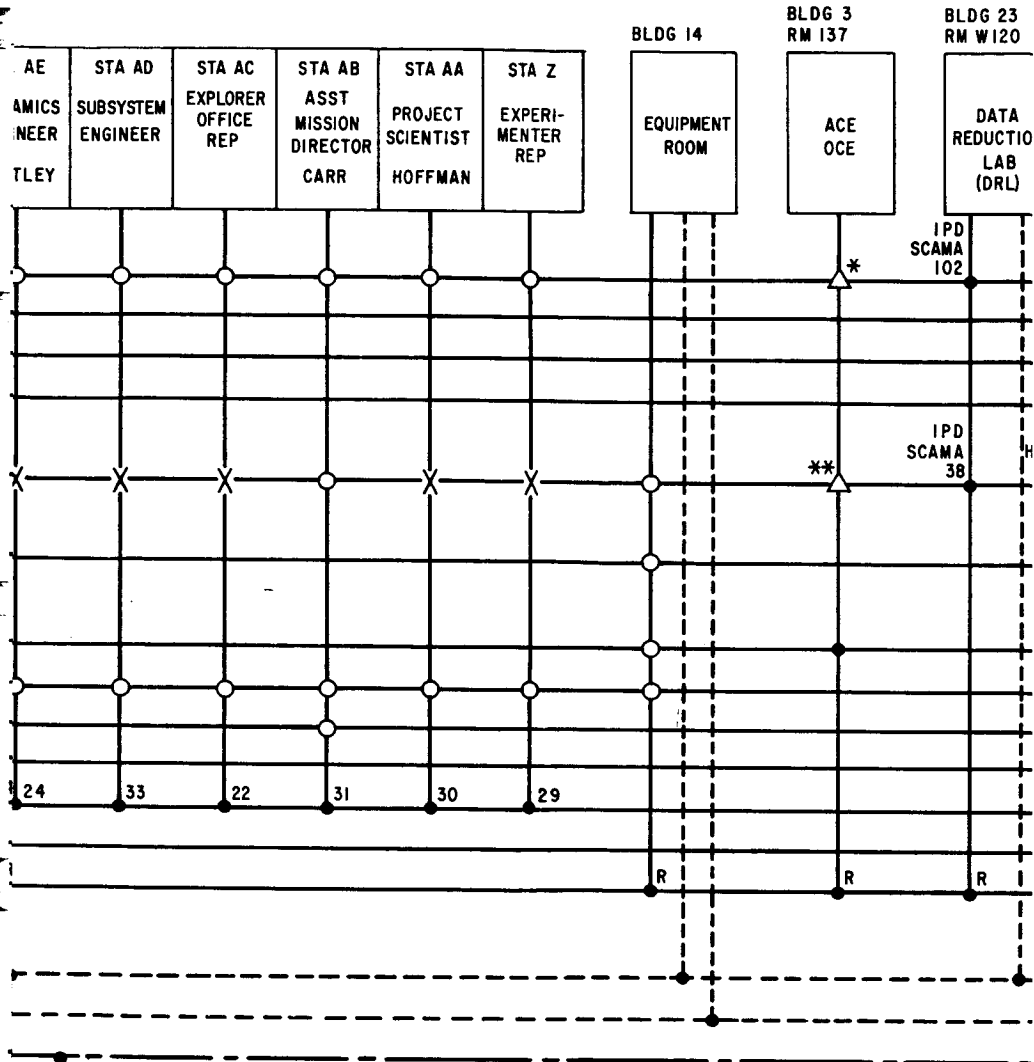 BLDG 14
BLDG 3
RM 137
BLDG 23
RM W120
AE
AMICS
NEER
TLEY
STA AD
SUBSYSTEM
ENGINEER
STA AC
EXPLORER
OFFICE
REP
STA AB
ASST
MISSION
DIRECTOR
CARR
STA AA
PROJECT
SCIENTIST
HOFFMAN
STA Z
EXPERI-
MENTER
REP
EQUIPMENT
ROOM
ACE
OCE
DATA
REDUCTIO
LAB
(DRL)
IPD
SCAMA
102
*
IPD
SCAMA
38
**
H
X X X X X
24 33 22 31 30 29
R R R